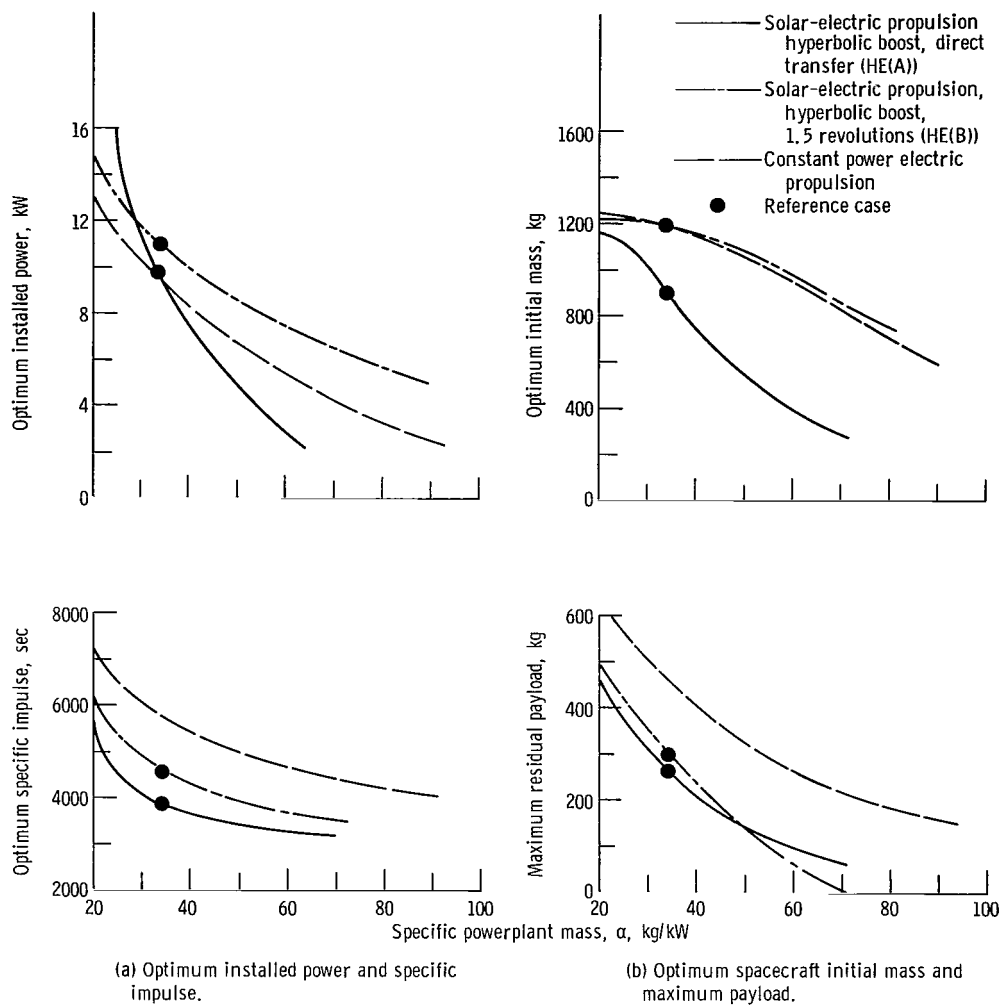 Solar-electric propulsion
hyperbolic boost, direct
transfer (HE(A))
Solar-electric propulsion,
hyperbolic boost,
1.5 revolutions (HE(B))
Constant power electric
propulsion
Reference case
Optimum installed power, kW
16
12
8
4
0
Optimum initial mass, kg
1600
1200
800
400
0
Optimum specific impulse, sec
8000
6000
4000
2000
20
40
60
80
100
Maximum residual payload, kg
600
400
200
0
20
40
60
80
100
Specific powerplant mass, α, kg/kW
(a) Optimum installed power and specific
impulse.
(b) Optimum spacecraft initial mass and
maximum payload.